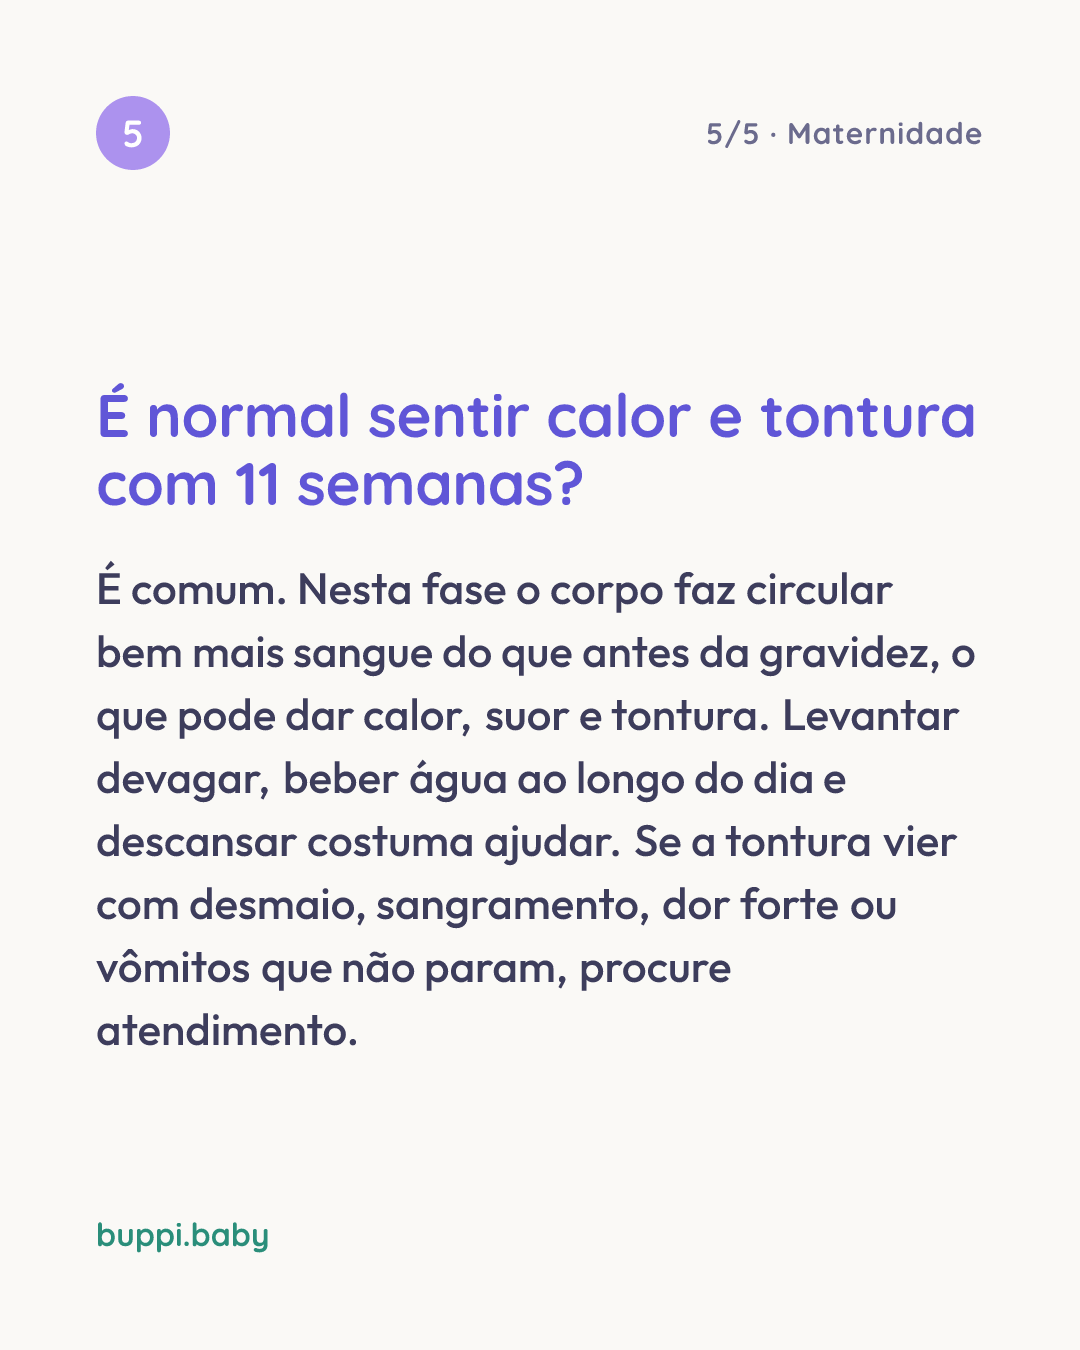 5
5/5 · Maternidade
É normal sentir calor e tontura
com 11 semanas?
É comum. Nesta fase o corpo faz circular
bem mais sangue do que antes da gravidez, o
que pode dar calor, suor e tontura. Levantar
devagar, beber água ao longo do dia e
descansar costuma ajudar. Se a tontura vier
com desmaio, sangramento, dor forte ou
vômitos que não param, procure
atendimento.
buppi.baby